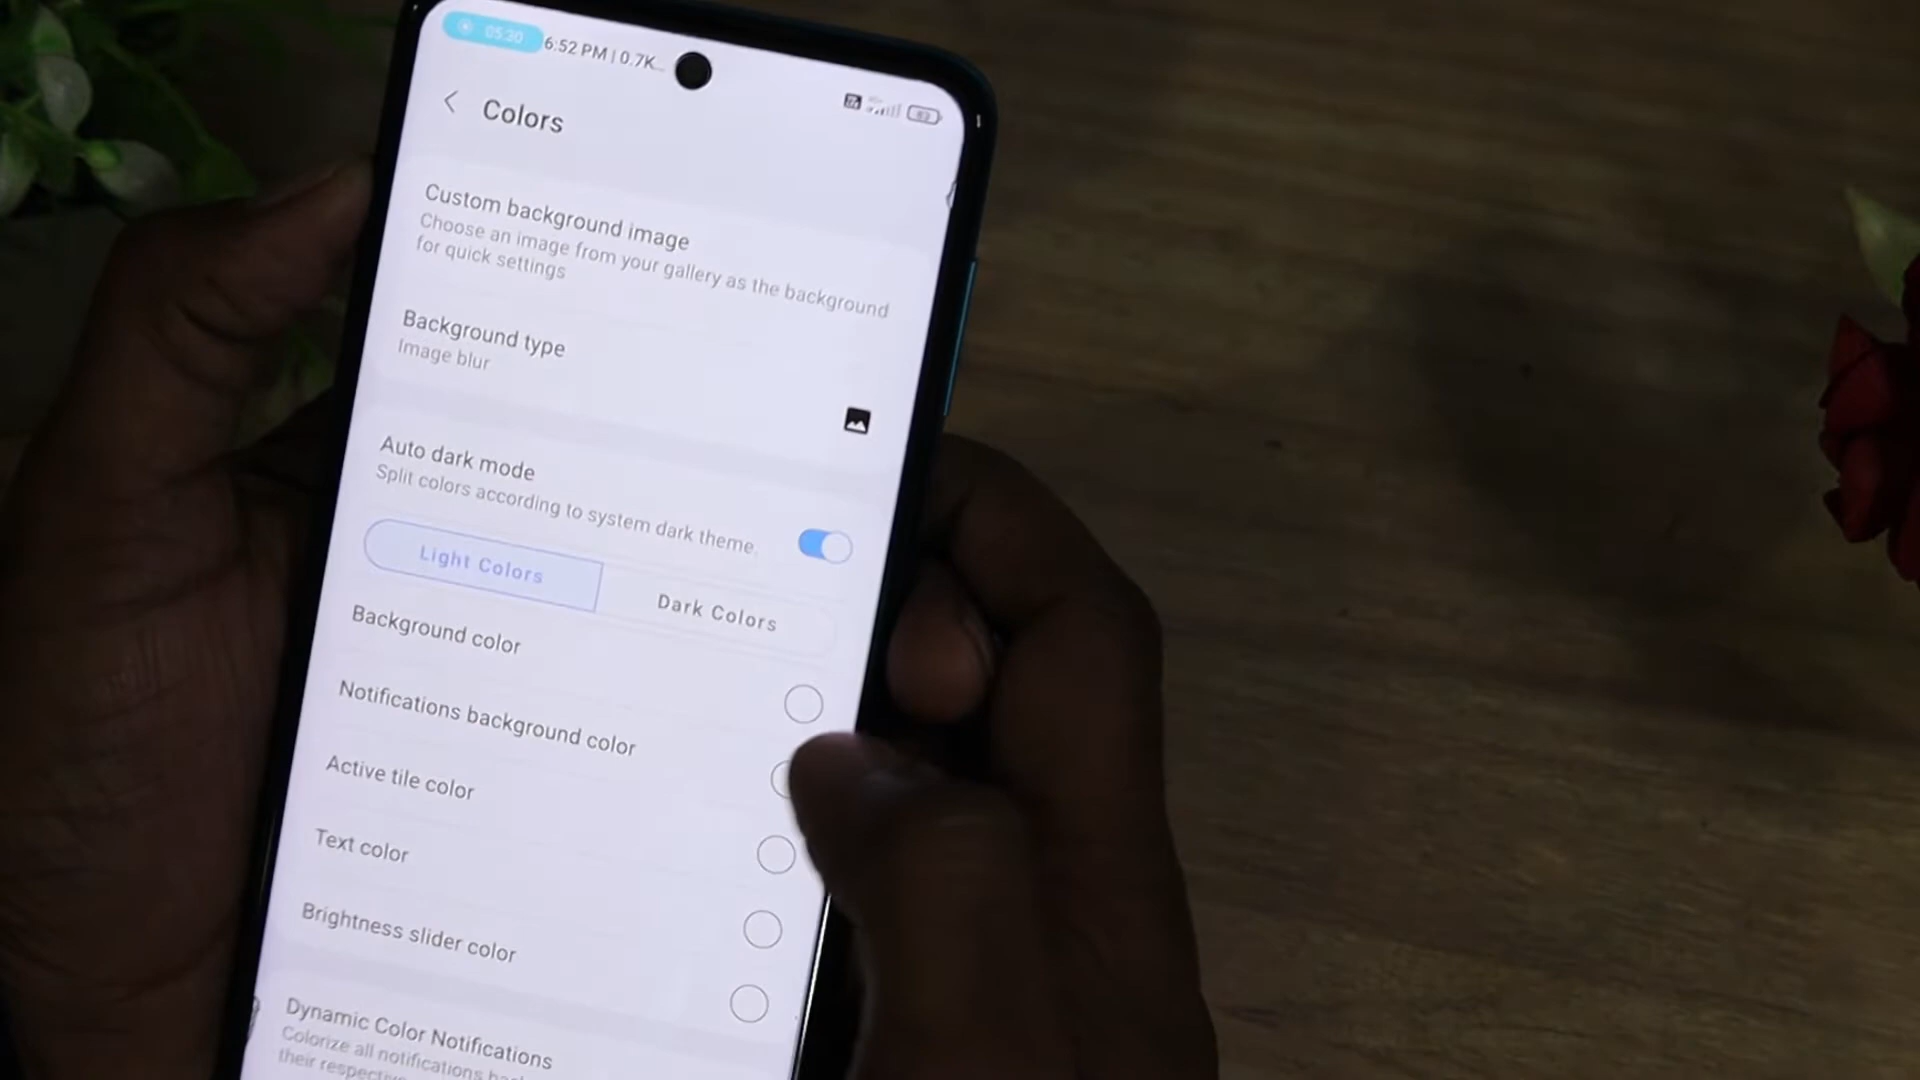 05:30 6:52 PM | 0.7K...
Colors
Custom background image
Choose an image from your gallery as the background
for quick settings
Background type
Image blur
Auto dark mode
Split colors according to system dark theme.
Light Colors
Dark Colors
Background color
Notifications background color
Active tile color
Text color
Brightness slider color
Dynamic Color Notifications
Colorize all notifications
their